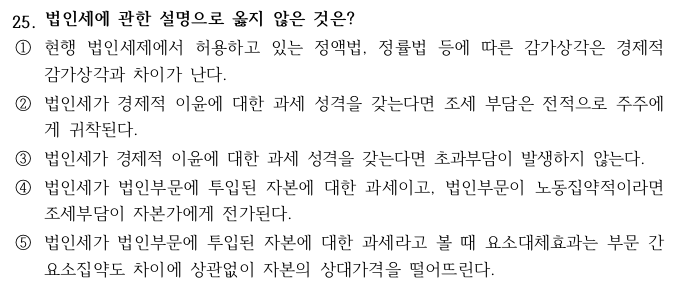 25. 법인세에 관한 설명으로 옳지 않은 것은?
① 현행 법인세제에서 허용하고 있는 정액법, 정률법 등에 따른 감가상각은 경제적
감가상각과 차이가 난다.
② 법인세가 경제적 이윤에 대한 과세 성격을 갖는다면 조세 부담은 전적으로 주주에
게 귀착된다.
③ 법인세가 경제적 이윤에 대한 과세 성격을 갖는다면 초과부담이 발생하지 않는다.
④ 법인세가 법인부문에 투입된 자본에 대한 과세이고, 법인부문이 노동집약적이라면
조세부담이 자본가에게 전가된다.
⑤ 법인세가 법인부문에 투입된 자본에 대한 과세라고 볼 때 요소대체효과는 부문 간
요소집약도 차이에 상관없이 자본의 상대가격을 떨어뜨린다.